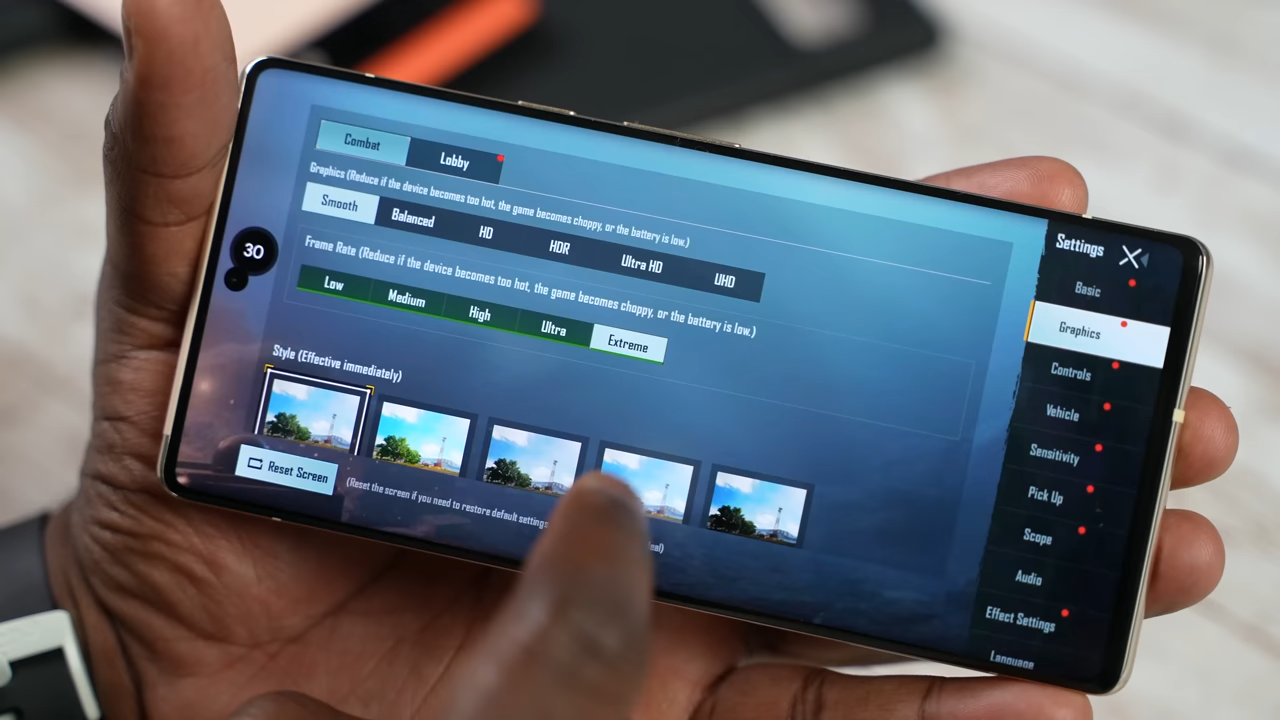 Combat
Lobby
Graphics (Reduce if the device becomes too hot, the game becomes choppy, or the battery is low.)
Smooth
Balanced
HD
HDR
Ultra HD
UHD
30
Frame Rate (Reduce if the device becomes too hot, the game becomes choppy, or the battery is low.)
Low
Medium
High
Ultra
Extreme
Style (Effective immediately)
Reset Screen
(Reset the screen if you need to restore default settings
Settings
Basic
Graphics
Controls
Vehicle
Sensitivity
Pick Up
Scope
Audio
Effect Settings
Language